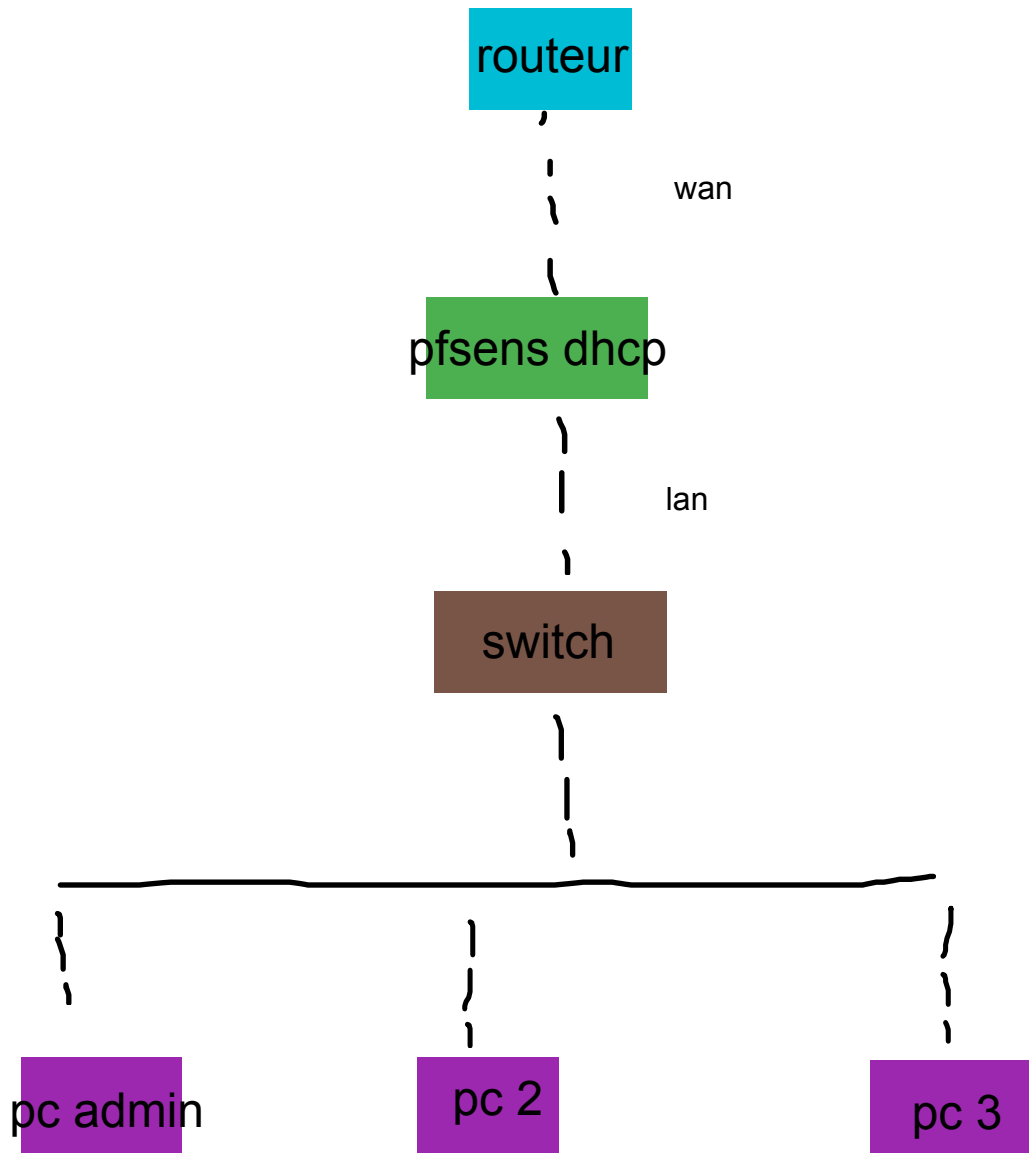 routeur
wan
pfsens dhcp
lan
switch
pc admin
pc 2
pc 3